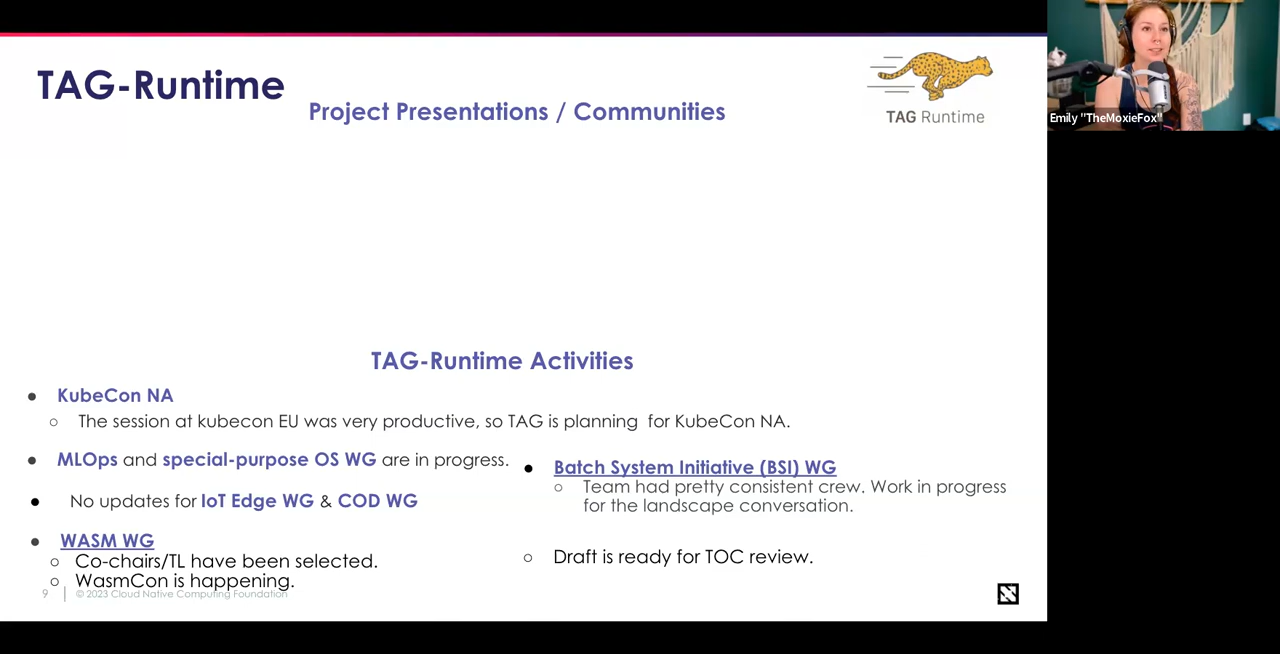 TAG-Runtime
Project Presentations / Communities
TAG Runtime
Emily "TheMoxieFox"
TAG-Runtime Activities
● KubeCon NA
○ The session at kubecon EU was very productive, so TAG is planning for KubeCon NA.
● MLOps and special-purpose OS WG are in progress.
● No updates for IoT Edge WG & COD WG
● WASM WG
○ Co-chairs/TL have been selected.
○ WasmCon is happening.
● Batch System Initiative (BSI) WG
○ Team had pretty consistent crew. Work in progress
for the landscape conversation.
○ Draft is ready for TOC review.
9 | © 2023 Cloud Native Computing Foundation